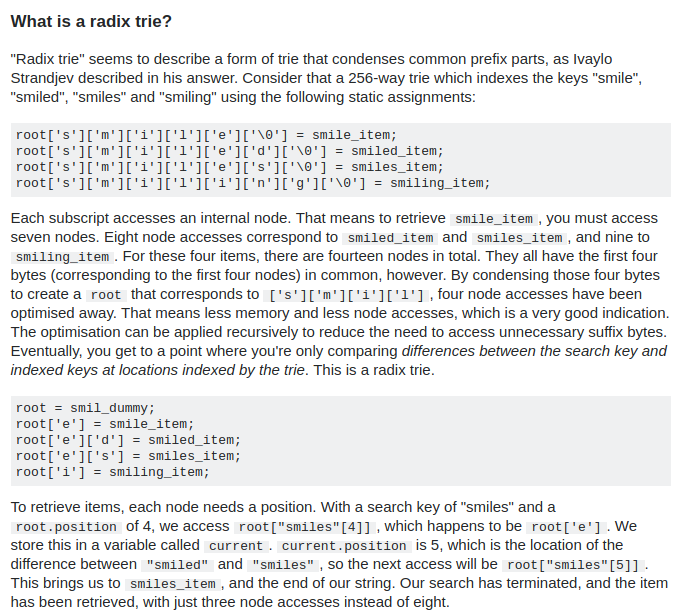 What is a radix trie?
"Radix trie" seems to describe a form of trie that condenses common prefix parts, as Ivaylo
Strandjev described in his answer. Consider that a 256-way trie which indexes the keys "smile",
"smiled", "smiles" and "smiling" using the following static assignments:
root['s']['m']['i']['l']['e']['\0'] = smile_item;
root['s']['m']['i']['l']['e']['d']['\0'] = smiled_item;
root['s']['m']['i']['l']['e']['s']['\0'] = smiles_item;
root['s']['m']['i']['l']['i']['n']['g']['\0'] = smiling_item;
Each subscript accesses an internal node. That means to retrieve smile_item, you must access
seven nodes. Eight node accesses correspond to smiled_item and smiles_item, and nine to
smiling_item. For these four items, there are fourteen nodes in total. They all have the first four
bytes (corresponding to the first four nodes) in common, however. By condensing those four bytes
to create a root that corresponds to ['s']['m']['i']['l'], four node accesses have been
optimised away. That means less memory and less node accesses, which is a very good indication.
The optimisation can be applied recursively to reduce the need to access unnecessary suffix bytes.
Eventually, you get to a point where you're only comparing differences between the search key and
indexed keys at locations indexed by the trie. This is a radix trie.
root = smil_dummy;
root['e'] = smile_item;
root['e']['d'] = smiled_item;
root['e']['s'] = smiles_item;
root['i'] = smiling_item;
To retrieve items, each node needs a position. With a search key of "smiles" and a
root.position of 4, we access root["smiles"[4]], which happens to be root['e']. We
store this in a variable called current. current.position is 5, which is the location of the
difference between "smiled" and "smiles", so the next access will be root["smiles"[5]].
This brings us to smiles_item, and the end of our string. Our search has terminated, and the item
has been retrieved, with just three node accesses instead of eight.